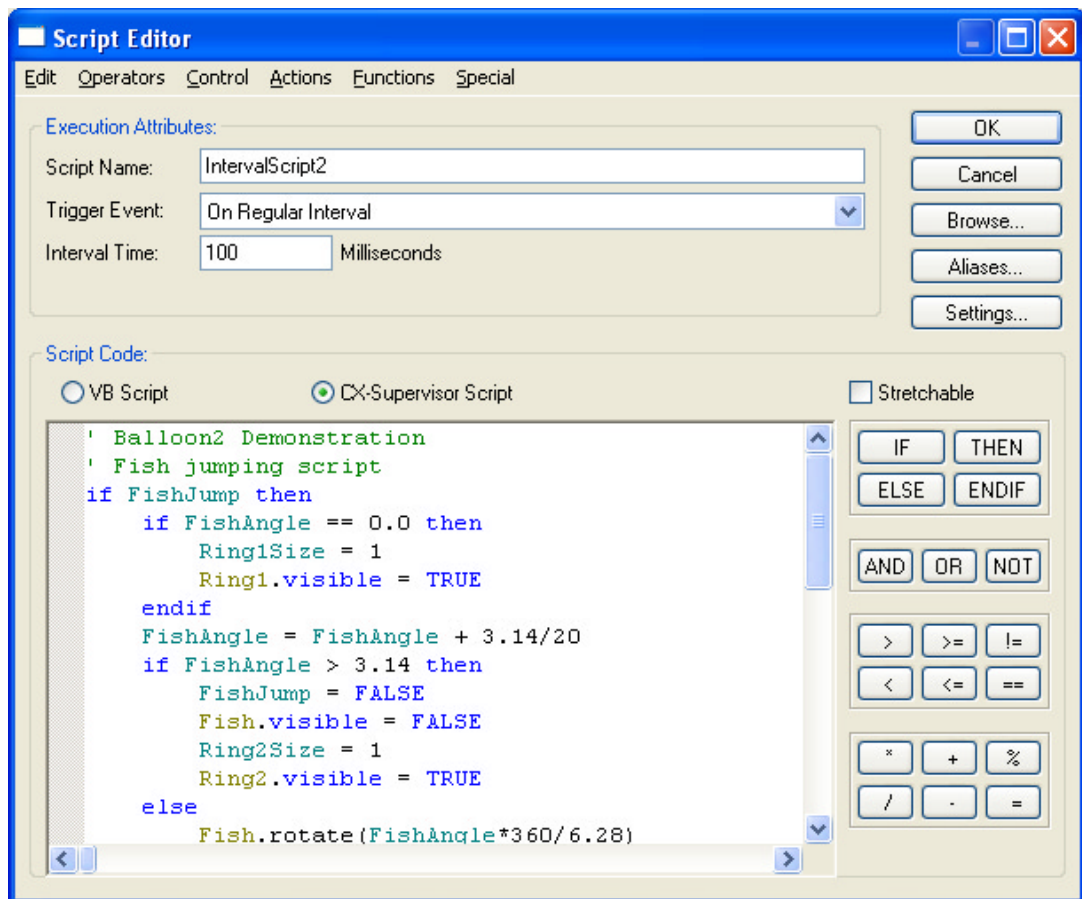 Script Editor
Edit Operators Control Actions Functions Special
Execution Attributes:
Script Name: IntervalScript2
Trigger Event: On Regular Interval
Interval Time: 100 Milliseconds
OK
Cancel
Browse...
Aliases...
Settings...
Script Code:
VB Script CX-Supervisor Script Stretchable
' Balloon2 Demonstration
' Fish jumping script
if FishJump then
if FishAngle == 0.0 then
Ring1Size = 1
Ring1.visible = TRUE
endif
FishAngle = FishAngle + 3.14/20
if FishAngle > 3.14 then
FishJump = FALSE
Fish.visible = FALSE
Ring2Size = 1
Ring2.visible = TRUE
else
Fish.rotate(FishAngle*360/6.28)
IF THEN
ELSE ENDIF
AND OR NOT
> >= !=
< <= ==
* + %
/ - =